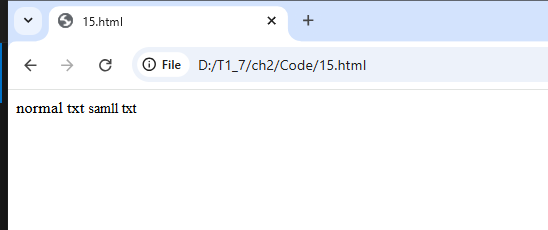 15.html
File D:/T1_7/ch2/Code/15.html
normal txt samll txt